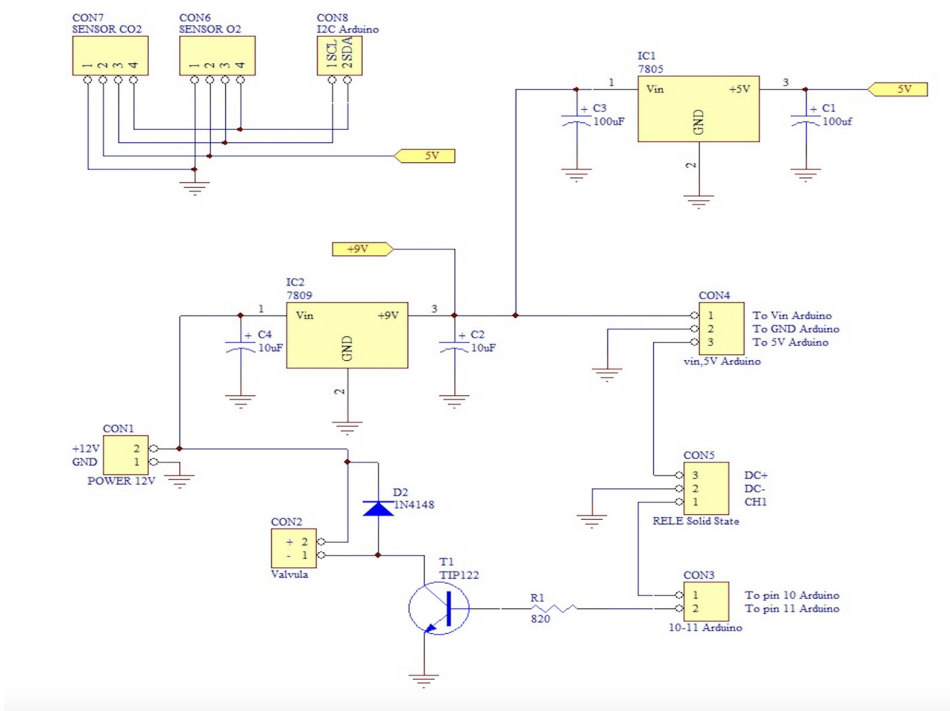 CON7
SENSOR CO2
1 2 3 4
CON6
SENSOR O2
1 2 3 4
CON8
I2C Arduino
1 SCL
2 SDA
5V
IC1
7805
1
Vin
+5V
3
GND
2
C3
+
100uF
C1
+
100uf
5V
+9V
IC2
7809
1
Vin
+9V
3
GND
2
C4
+
10uF
C2
+
10uF
CON4
1 To Vin Arduino
2 To GND Arduino
3 To 5V Arduino
vin,5V Arduino
CON1
+12V 2
GND 1
POWER 12V
D2
1N4148
CON2
+ 2
- 1
Valvula
CON5
3 DC+
2 DC-
1 CH1
RELE Solid State
T1
TIP122
R1
820
CON3
1 To pin 10 Arduino
2 To pin 11 Arduino
10-11 Arduino